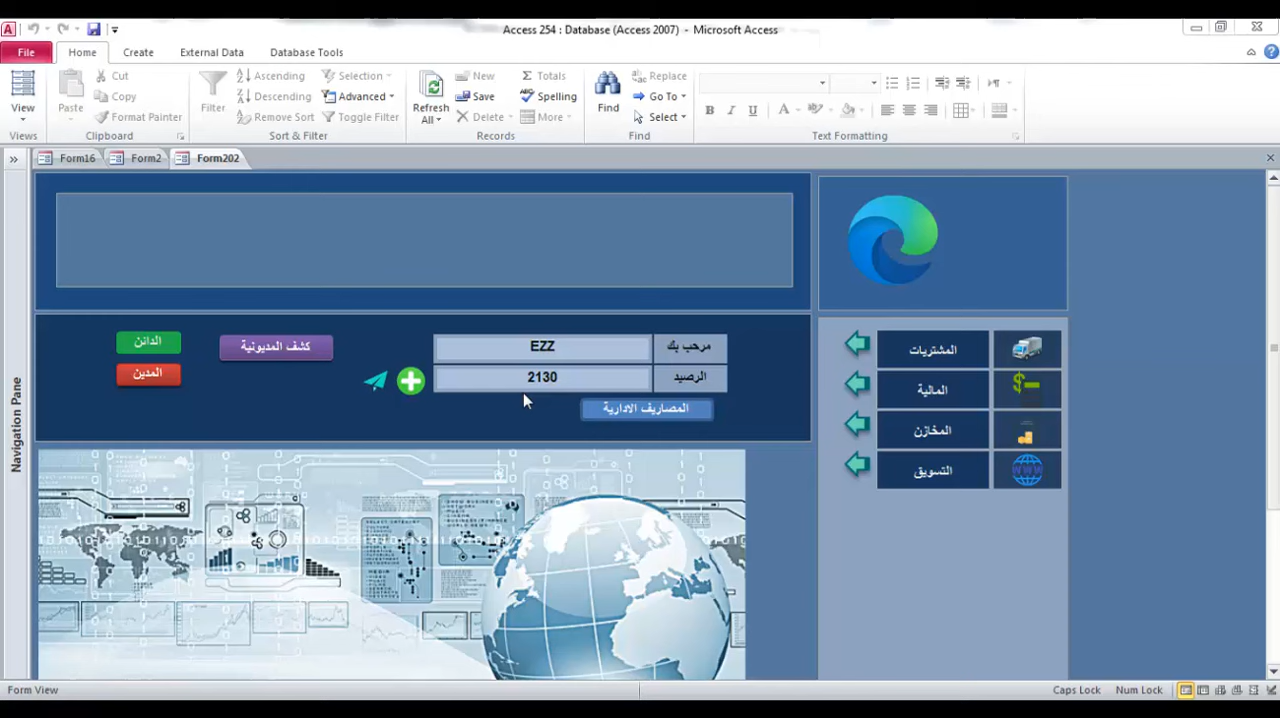 Access 254 : Database (Access 2007) - Microsoft Access
File Home Create External Data Database Tools
View Paste Cut Copy Format Painter Filter Ascending Descending Remove Sort Selection Advanced Toggle Filter Refresh All New Save Delete Totals Spelling More Find Replace Go To Select B I U A
Views Clipboard Sort & Filter Records Find Text Formatting
Form16 Form2 Form202
Navigation Pane
الدائن
كشف المديونية
EZZ
مرحب بك
المدين
2130
الرصيد
المصاريف الادارية
المشتريات
المالية
المخازن
التسويق
WWW
Form View Caps Lock Num Lock